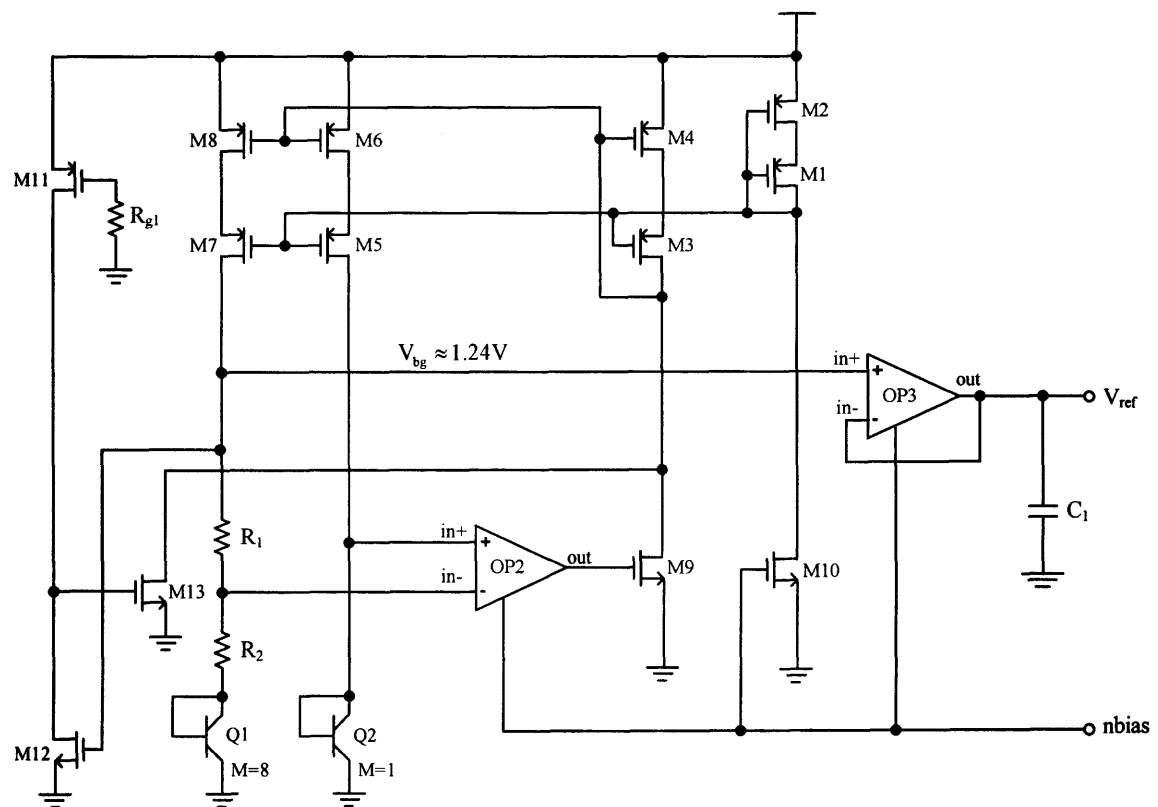 M8
M6
M4
M2
M11
R_g1
M1
M7
M5
M3
V_bg ≈ 1.24V
in+
+
out
OP3
in-
-
V_ref
R_1
in+
+
OP2
out
in-
-
M9
M10
C_1
M13
R_2
Q1
Q2
nbias
M12
M=8
M=1